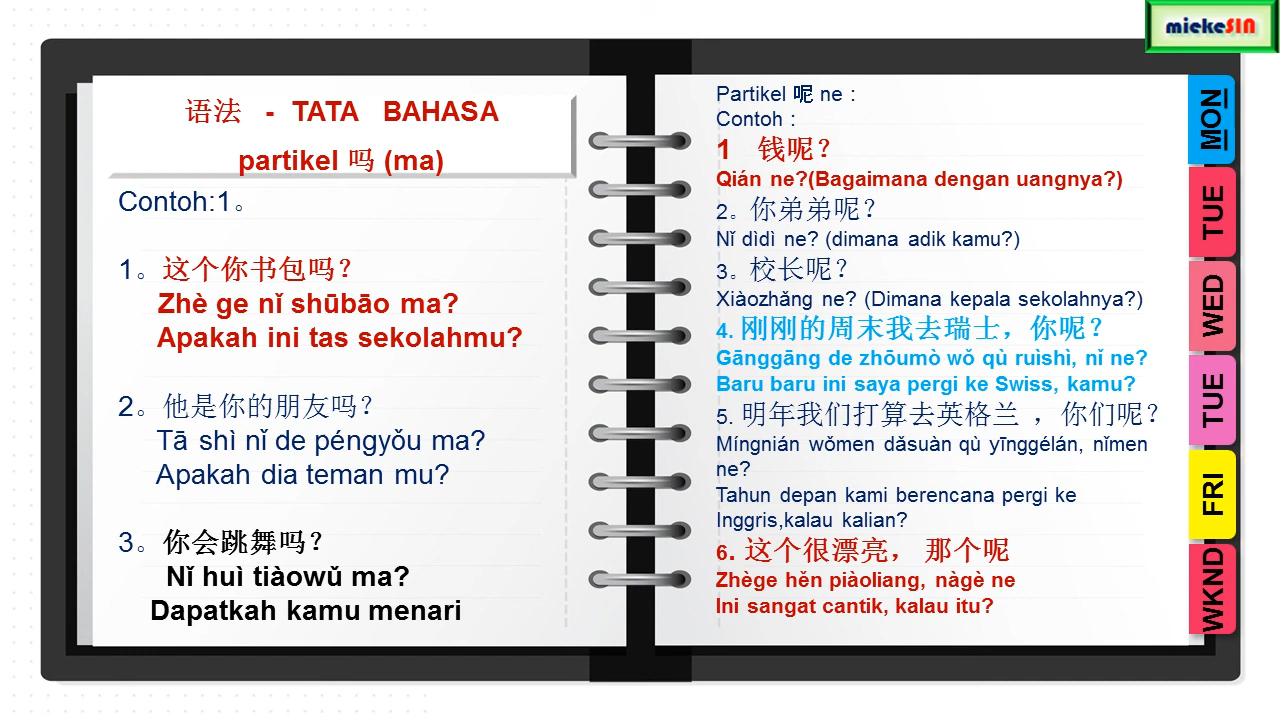 miekeSIN
语法 - TATA BAHASA
partikel 吗 (ma)
Contoh:1。
1。这个你书包吗？
Zhè ge nǐ shūbāo ma?
Apakah ini tas sekolahmu?
2。他是你的朋友吗？
Tā shì nǐ de péngyǒu ma?
Apakah dia teman mu?
3。你会跳舞吗？
Nǐ huì tiàowǔ ma?
Dapatkah kamu menari
Partikel 呢 ne :
Contoh :
1 钱呢？
Qián ne?(Bagaimana dengan uangnya?)
2。你弟弟呢？
Nǐ dìdì ne? (dimana adik kamu?)
3。校长呢？
Xiàozhǎng ne? (Dimana kepala sekolahnya?)
4. 刚刚的周末我去瑞士，你呢？
Gānggāng de zhōumò wǒ qù ruìshì, nǐ ne?
Baru baru ini saya pergi ke Swiss, kamu?
5. 明年我们打算去英格兰 ，你们呢？
Míngnián wǒmen dǎsuàn qù yīnggélán, nǐmen
ne?
Tahun depan kami berencana pergi ke
Inggris,kalau kalian?
6. 这个很漂亮， 那个呢
Zhège hěn piàoliang, nàgè ne
Ini sangat cantik, kalau itu?
MON
TUE
WED
TUE
FRI
WKND